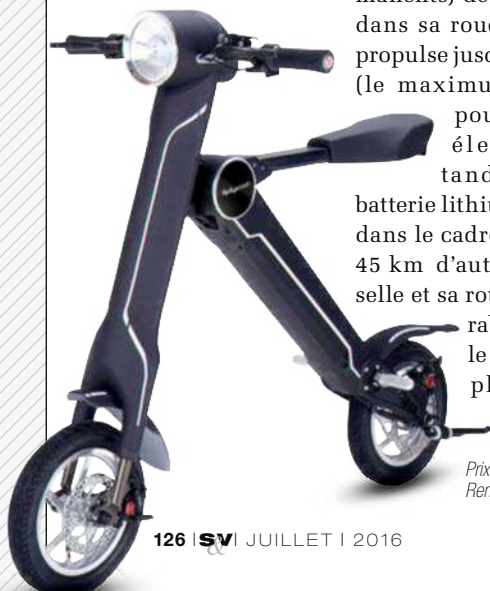 dans sa roue
propulse jusq
(le maximu
pou
éle
tand
batterie lithiu
dans le cadre
45 km d'aut
selle et sa rou
ra
le
pl
Prix
Ren
126 | S&V | JUILLET | 2016